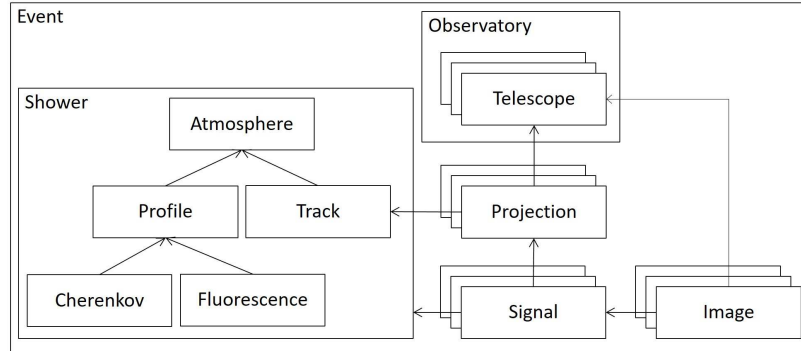 Event
Observatory
Telescope
Shower
Atmosphere
Profile
Track
Projection
Cherenkov
Fluorescence
Signal
Image